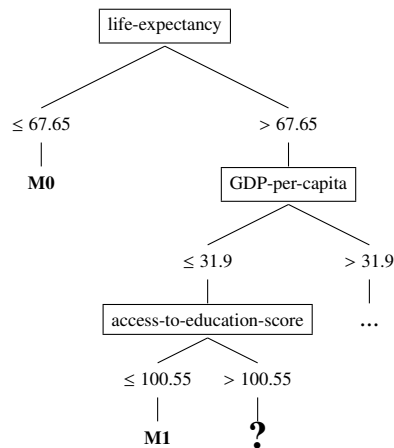 life-expectancy
≤ 67.65 > 67.65
M0 GDP-per-capita
≤ 31.9 > 31.9
access-to-education-score ...
≤ 100.55 > 100.55
M1 ?